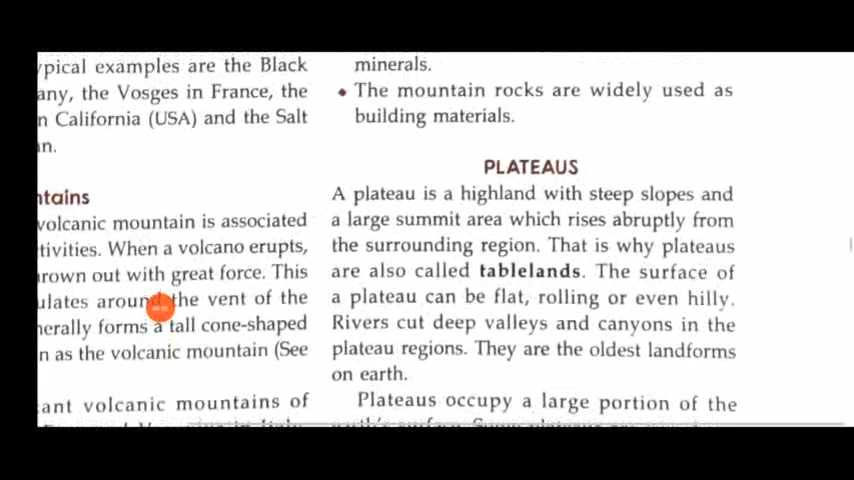 ypical examples are the Black
any, the Vosges in France, the
n California (USA) and the Salt
an.
ntains
volcanic mountain is associated
tivities. When a volcano erupts,
rown out with great force. This
ulates around the vent of the
nerally forms a tall cone-shaped
n as the volcanic mountain (See
ant volcanic mountains of
minerals.
• The mountain rocks are widely used as
building materials.
PLATEAUS
A plateau is a highland with steep slopes and
a large summit area which rises abruptly from
the surrounding region. That is why plateaus
are also called tablelands. The surface of
a plateau can be flat, rolling or even hilly.
Rivers cut deep valleys and canyons in the
plateau regions. They are the oldest landforms
on earth.
Plateaus occupy a large portion of the